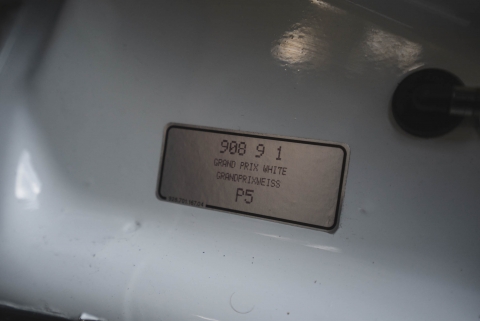 908 9 1
GRAND PRIX WHITE
GRANDPRIXWEISS
P5